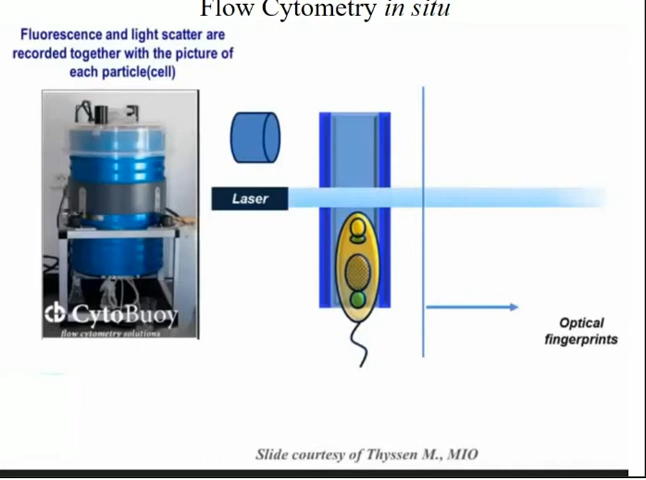 Flow Cytometry in situ
Fluorescence and light scatter are
recorded together with the picture of
each particle(cell)
Laser
CytoBuoy
flow cytometry solutions
Optical
fingerprints
Slide courtesy of Thyssen M., MIO